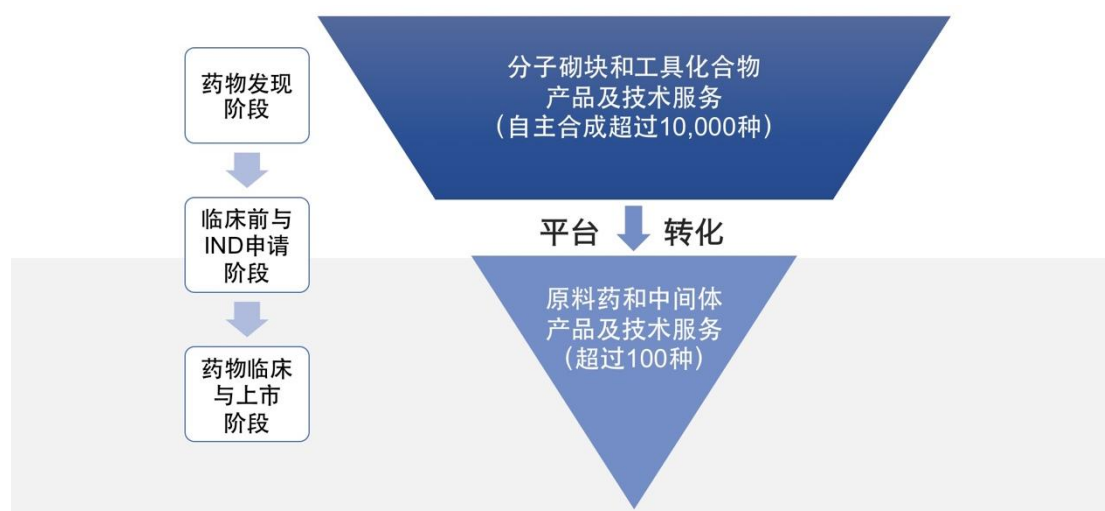 药物发现
阶段
临床前与
IND申请
阶段
药物临床
与上市
阶段
分子砌块和工具化合物
产品及技术服务
（自主合成超过10,000种）
平台 转化
原料药和中间体
产品及技术服务
（超过100种）